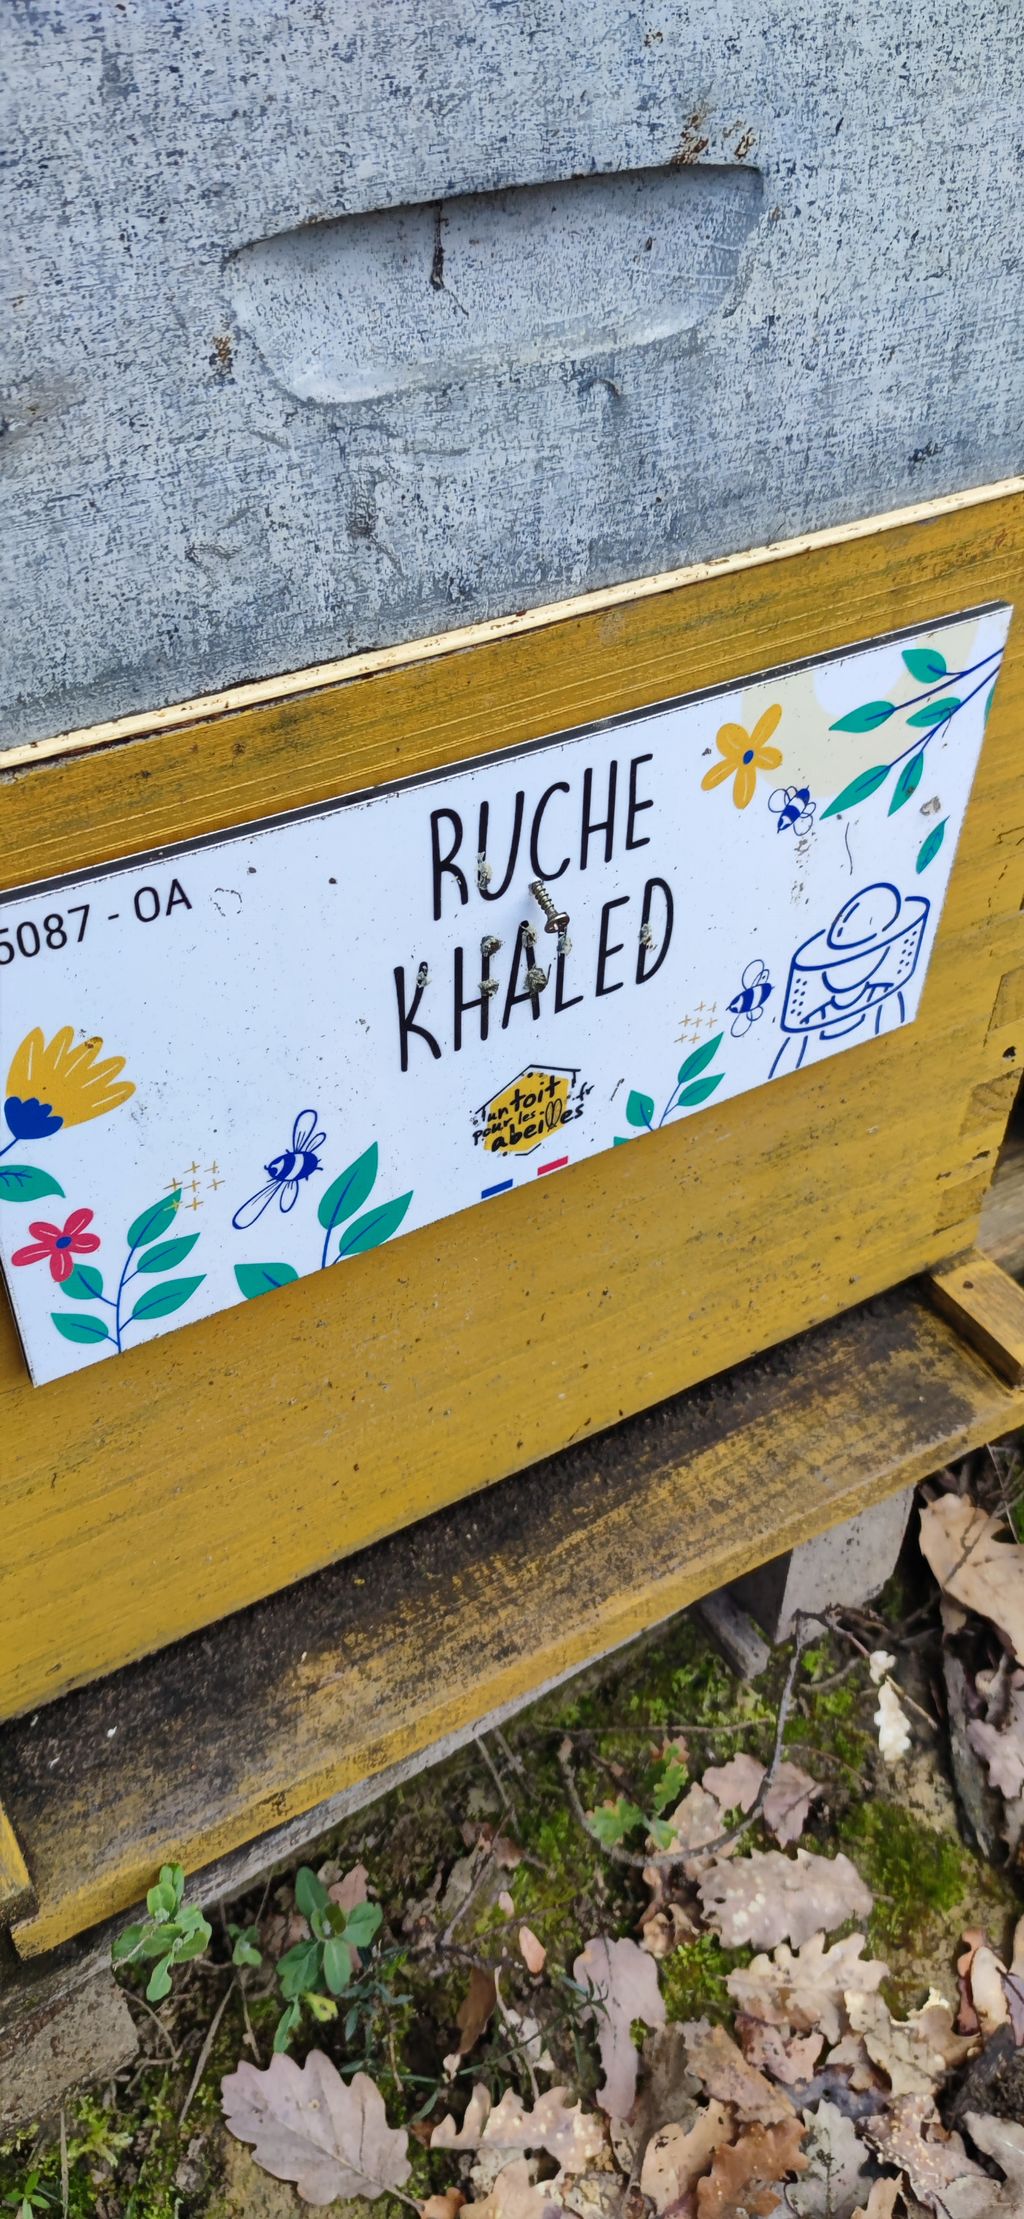 5087 - OA
RUCHE
KHALED
un toit
pour les .fr
abeilles